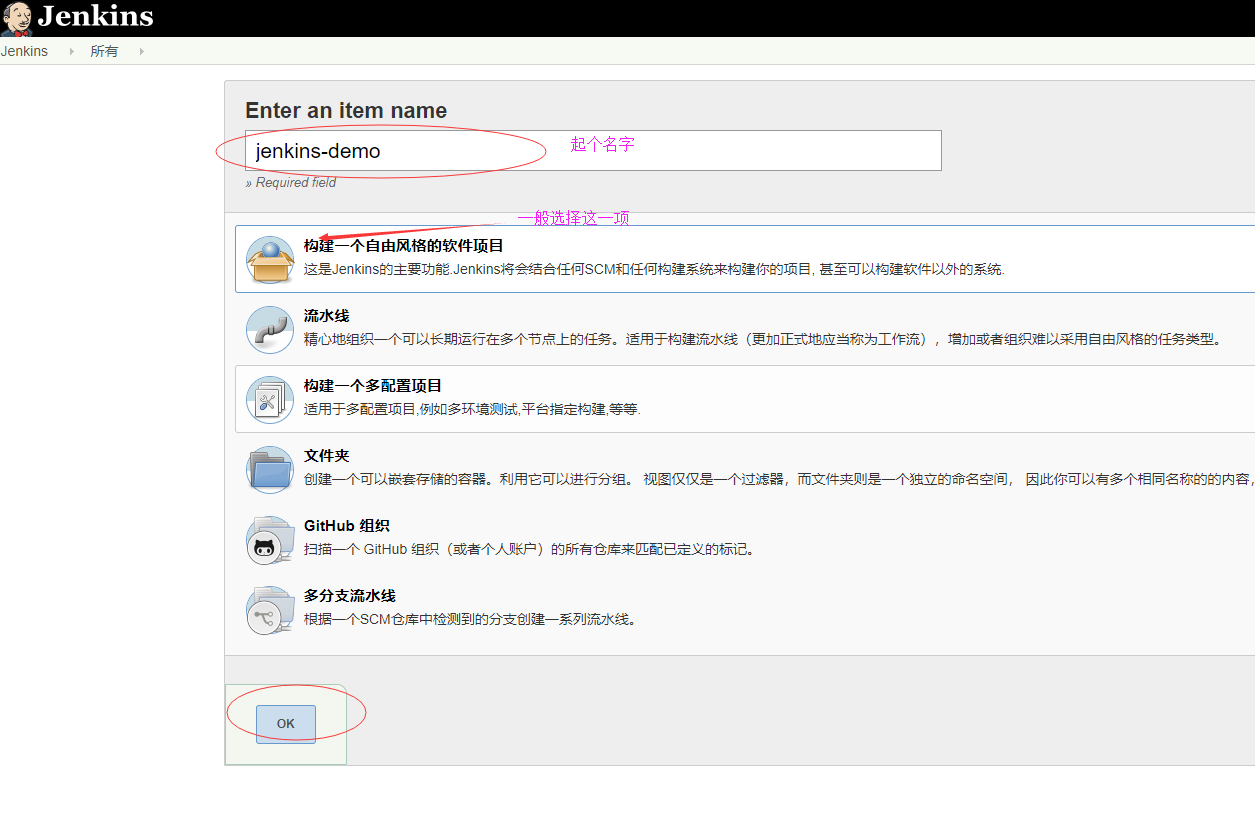 Jenkins
Jenkins 所有
Enter an item name
jenkins-demo
起个名字
» Required field
一般选择这一项
构建一个自由风格的软件项目
这是Jenkins的主要功能.Jenkins将会结合任何SCM和任何构建系统来构建你的项目, 甚至可以构建软件以外的系统.
流水线
精心地组织一个可以长期运行在多个节点上的任务。适用于构建流水线（更加正式地应当称为工作流），增加或者组织难以采用自由风格的任务类型。
构建一个多配置项目
适用于多配置项目,例如多环境测试,平台指定构建,等等.
文件夹
创建一个可以嵌套存储的容器。利用它可以进行分组。 视图仅仅是一个过滤器，而文件夹则是一个独立的命名空间， 因此你可以有多个相同名称的的内容，
GitHub 组织
扫描一个 GitHub 组织（或者个人账户）的所有仓库来匹配已定义的标记。
多分支流水线
根据一个SCM仓库中检测到的分支创建一系列流水线。
OK